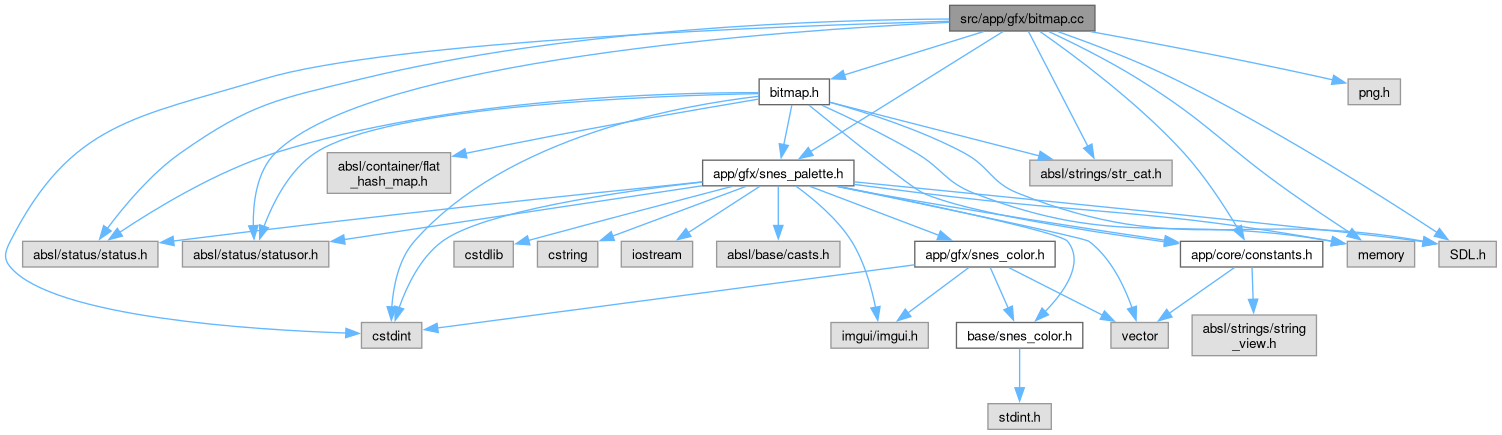 src/app/gfx/bitmap.cc
bitmap.h
png.h
absl/container/flat
_hash_map.h
app/gfx/snes_palette.h
absl/strings/str_cat.h
absl/status/status.h
absl/status/statusor.h
cstdlib
cstring
iostream
absl/base/casts.h
app/gfx/snes_color.h
app/core/constants.h
memory
SDL.h
cstdint
imgui/imgui.h
base/snes_color.h
vector
absl/strings/string
_view.h
stdint.h